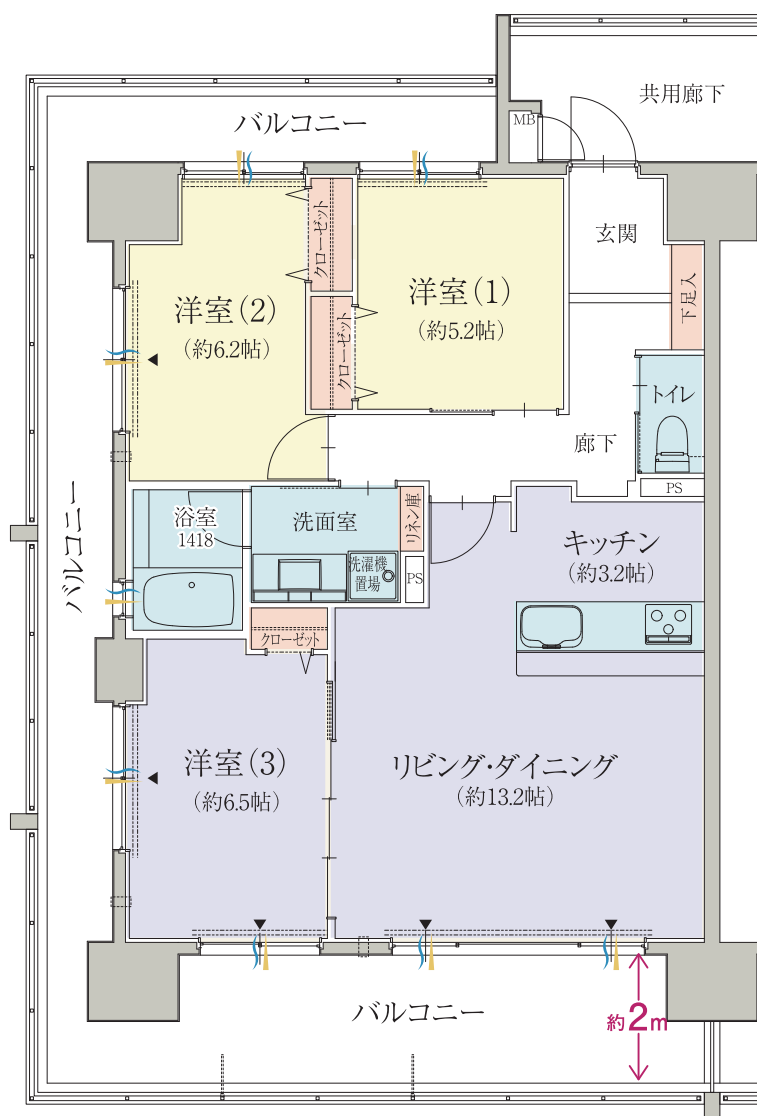 共用廊下
バルコニー
MB
玄関
クローゼット
洋室(1)
(約5.2帖)
下足入
洋室(2)
(約6.2帖)
クローゼット
トイレ
廊下
PS
浴室
1418
洗面室
リネン庫
キッチン
(約3.2帖)
洗濯機
置場
PS
バルコニー
クローゼット
洋室(3)
(約6.5帖)
リビング・ダイニング
(約13.2帖)
バルコニー
約2m